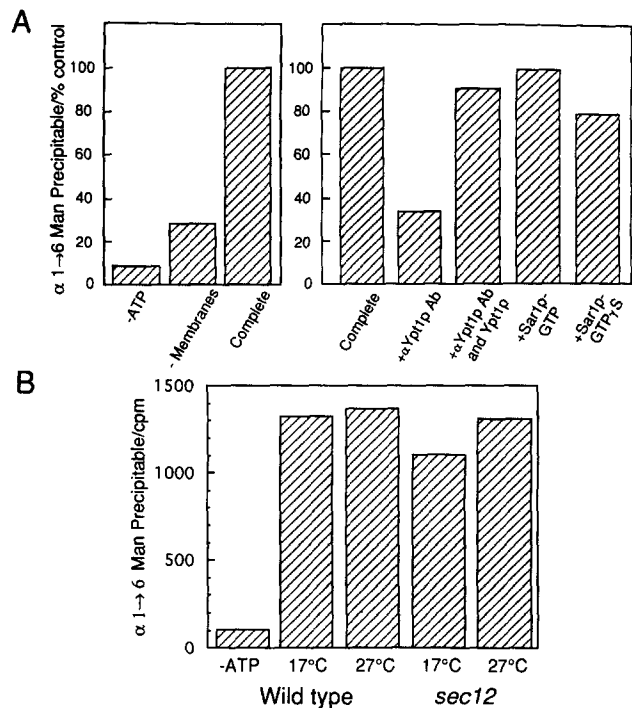 A
α 1→6 Man Precipitable/% control
100
80
60
40
20
0
-ATP
- Membranes
Complete
100
80
60
40
20
0
Complete
+αYpt1p Ab
+αYpt1p Ab
and Ypt1p
+Sar1p-
GTP
+Sar1p-
GTPγS
B
α 1→6 Man Precipitable/cpm
1500
1000
500
0
-ATP
17°C
27°C
17°C
27°C
Wild type
sec12